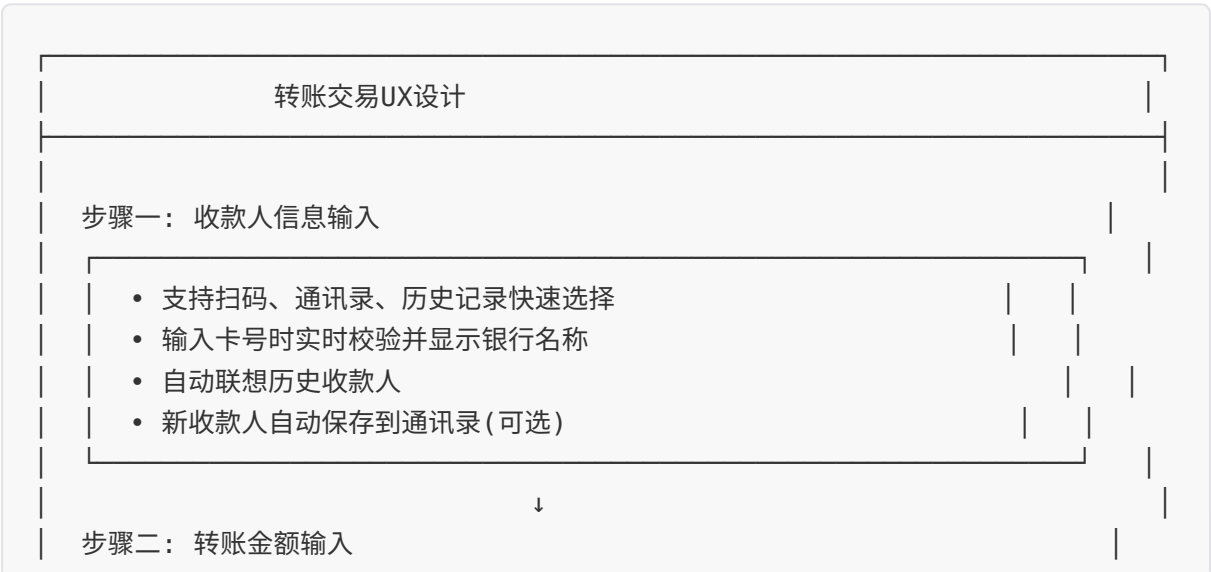 转账交易UX设计
步骤一: 收款人信息输入
• 支持扫码、通讯录、历史记录快速选择
• 输入卡号时实时校验并显示银行名称
• 自动联想历史收款人
• 新收款人自动保存到通讯录(可选)
↓
步骤二: 转账金额输入